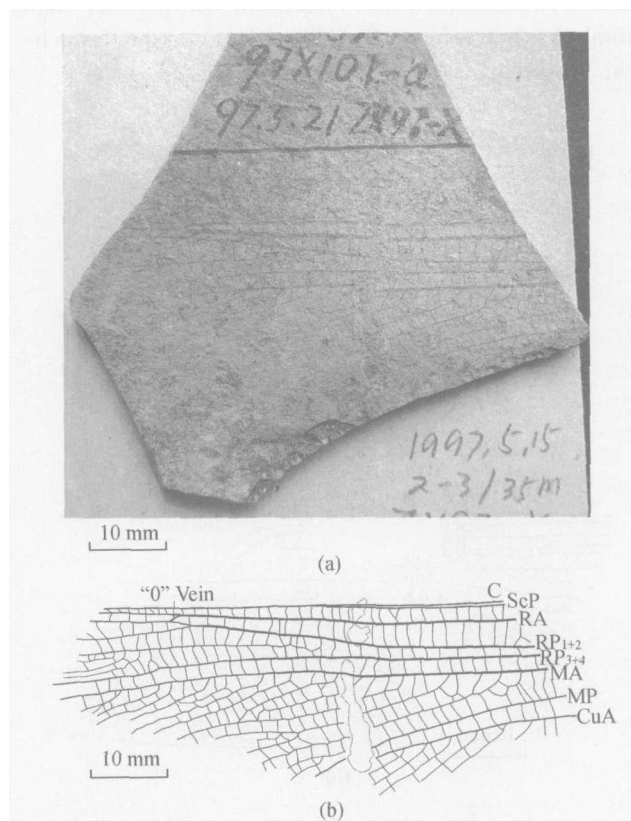 97X101-a
97.5.21
1997.5.15
2-3/35m
10 mm
(a)
“0” Vein
C
ScP
RA
RP1+2
RP3+4
MA
MP
CuA
10 mm
(b)